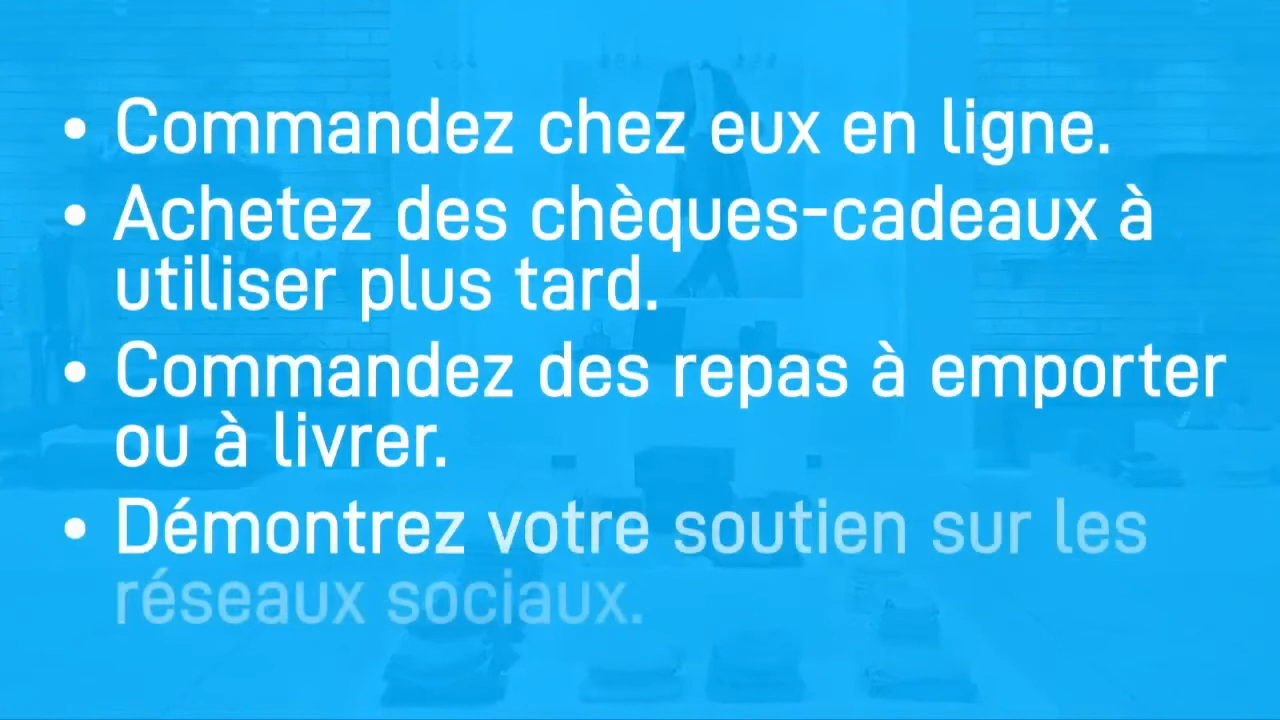 • Commandez chez eux en ligne.
• Achetez des chèques-cadeaux à
utiliser plus tard.
• Commandez des repas à emporter
ou à livrer.
• Démontrez votre soutien sur les
réseaux sociaux.